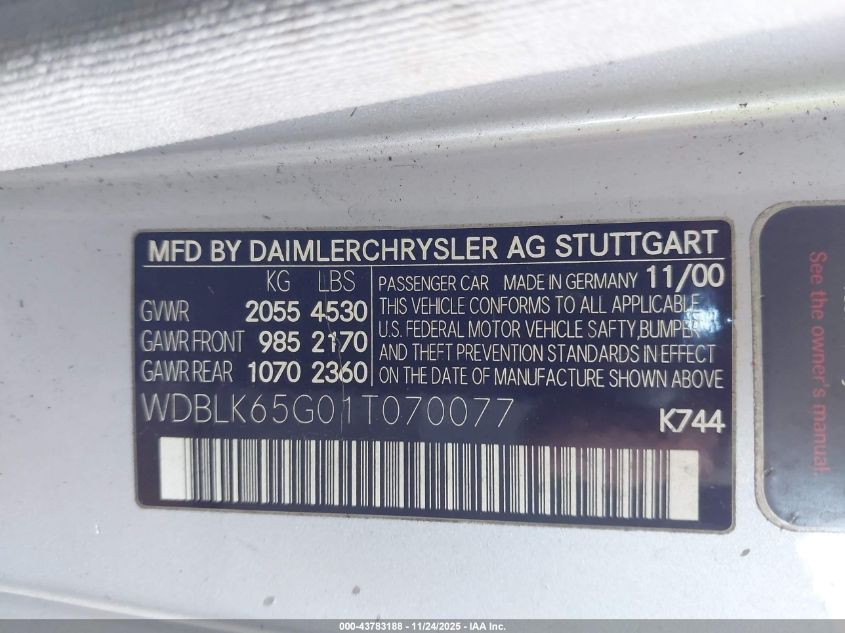 MFD BY DAIMLERCHRYSLER AG STUTTGART
KG LBS
GVWR 2055 4530
GAWR FRONT 985 2170
GAWR REAR 1070 2360
PASSENGER CAR MADE IN GERMANY 11/00
THIS VEHICLE CONFORMS TO ALL APPLICABLE
U.S. FEDERAL MOTOR VEHICLE SAFTY,BUMPER
AND THEFT PREVENTION STANDARDS IN EFFECT
ON THE DATE OF MANUFACTURE SHOWN ABOVE
WDBLK65G01T070077
K744
See the owner's manual.
000-43783188 - 11/24/2025 - IAA Inc.